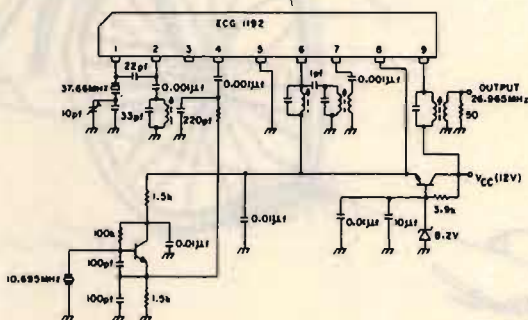 ECG 1192
1 2 3 4 5 6 7 8 9
22pf
1pf
0.001µf
0.001µf
0.001µf
37.66MHz
10pf
33pf
220pf
OUTPUT
26.965MHz
50
VCC (12V)
1.5k
3.9k
100k
0.01µf
0.01µf
0.01µf
10µf
8.2V
100pf
10.695MHz
100pf
1.5k